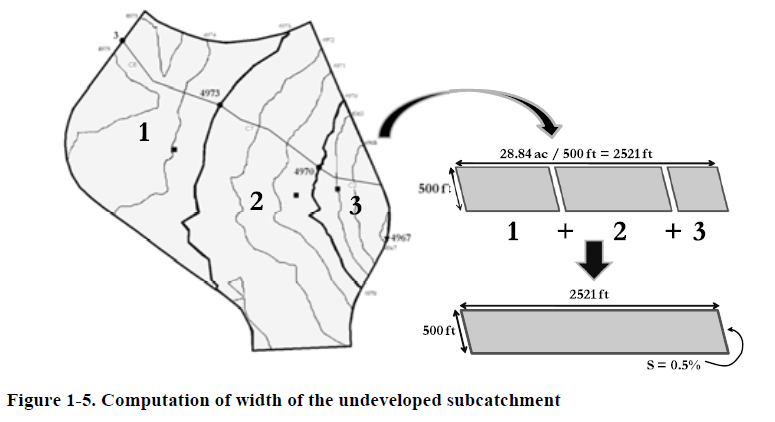 4973
4970
4967
1
2
3
28.84 ac / 500 ft = 2521 ft
500 ft
1 + 2 + 3
2521 ft
500 ft
S = 0.5%
Figure 1-5. Computation of width of the undeveloped subcatchment